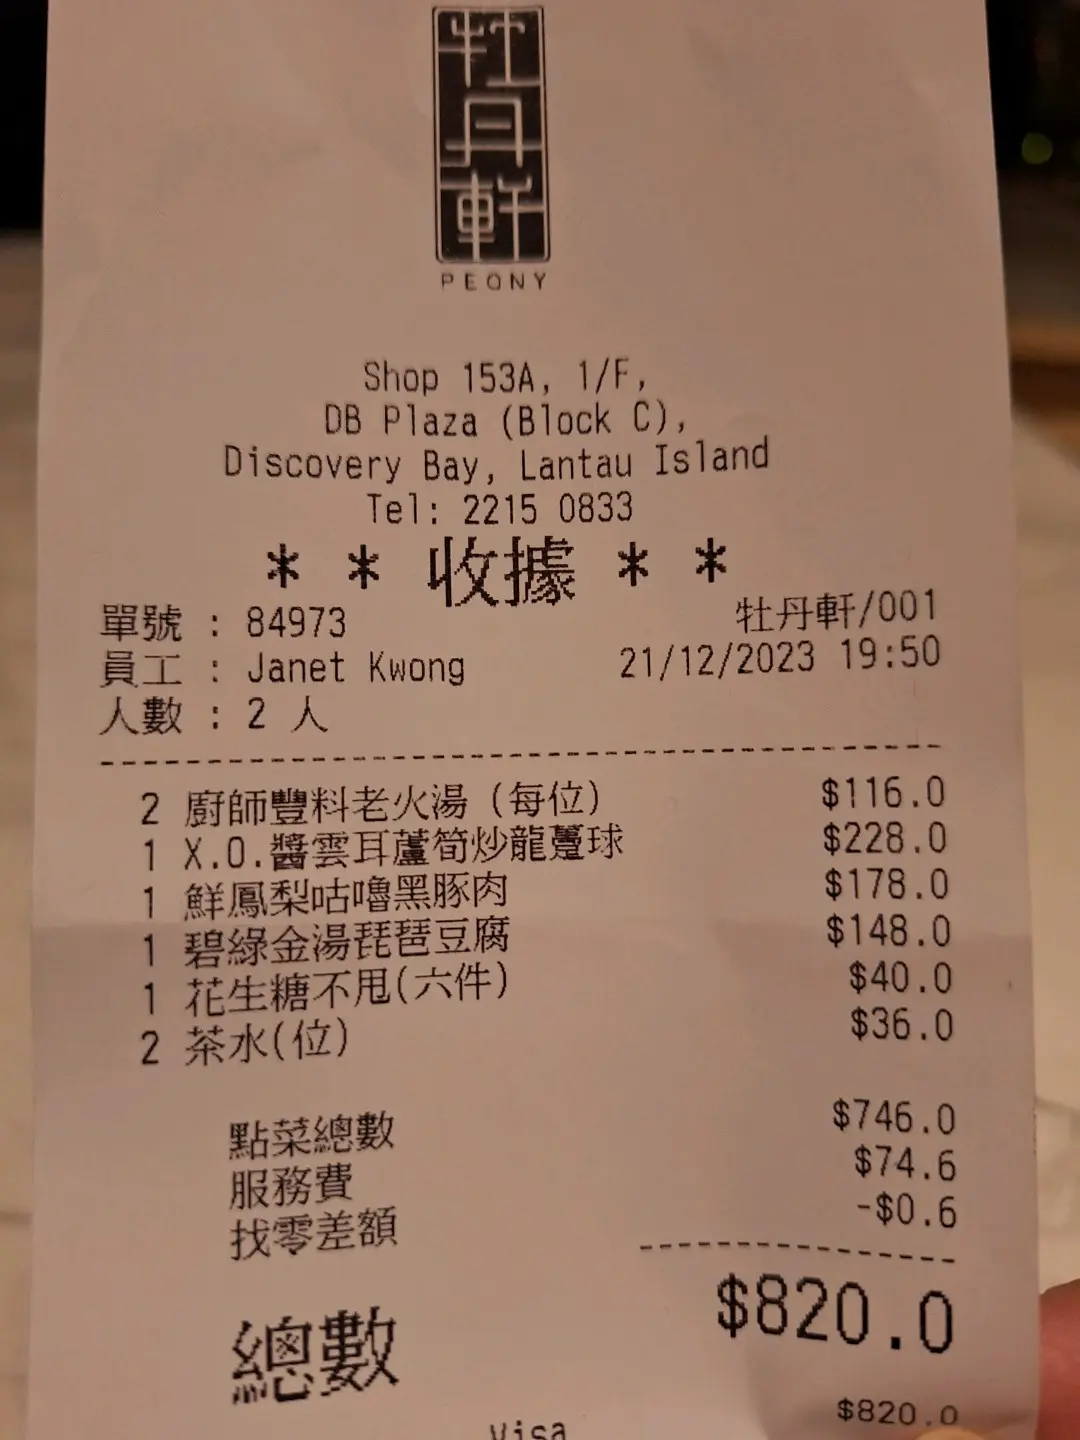 牡丹軒
PEONY
Shop 153A, 1/F,
DB Plaza (Block C),
Discovery Bay, Lantau Island
Tel: 2215 0833
* * 收據 * *
單號 : 84973 牡丹軒/001
員工 : Janet Kwong 21/12/2023 19:50
人數 : 2 人
2 廚師豐料老火湯 (每位) $116.0
1 X.O.醬雲耳蘆筍炒龍躉球 $228.0
1 鮮鳳梨咕嚕黑豚肉 $178.0
1 碧綠金湯琵琶豆腐 $148.0
1 花生糖不甩(六件) $40.0
2 茶水(位) $36.0
點菜總數 $746.0
服務費 $74.6
找零差額 -$0.6
總數 $820.0
Visa $820.0